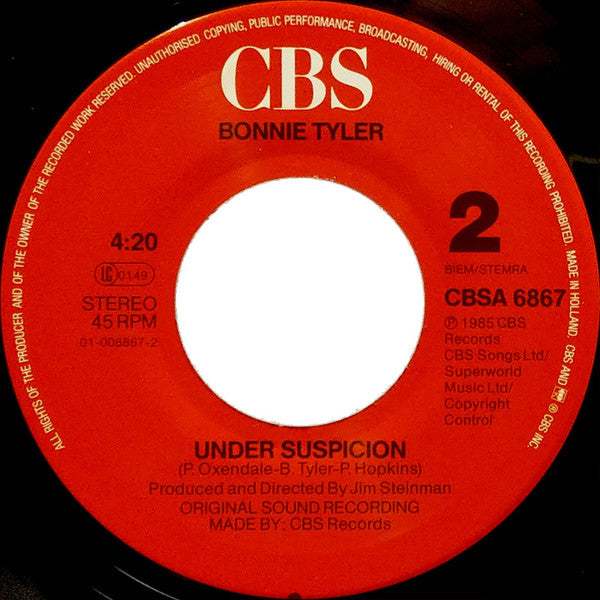 ALL RIGHTS OF THE PRODUCER AND OF THE OWNER OF THE RECORDED WORK RESERVED. UNAUTHORISED COPYING, PUBLIC PERFORMANCE, BROADCASTING, HIRING OR RENTAL OF THIS RECORDING PROHIBITED. MADE IN HOLLAND. CBS AND ® CBS INC.
CBS
BONNIE TYLER
4:20
LC 0149
STEREO
45 RPM
01-006867-2
2
BIEM/STEMRA
CBSA 6867
℗ 1985 CBS
Records
CBS Songs Ltd/
Superworld
Music Ltd/
Copyright
Control
UNDER SUSPICION
(P. Oxendale-B. Tyler-P. Hopkins)
Produced and Directed By Jim Steinman
ORIGINAL SOUND RECORDING
MADE BY: CBS Records